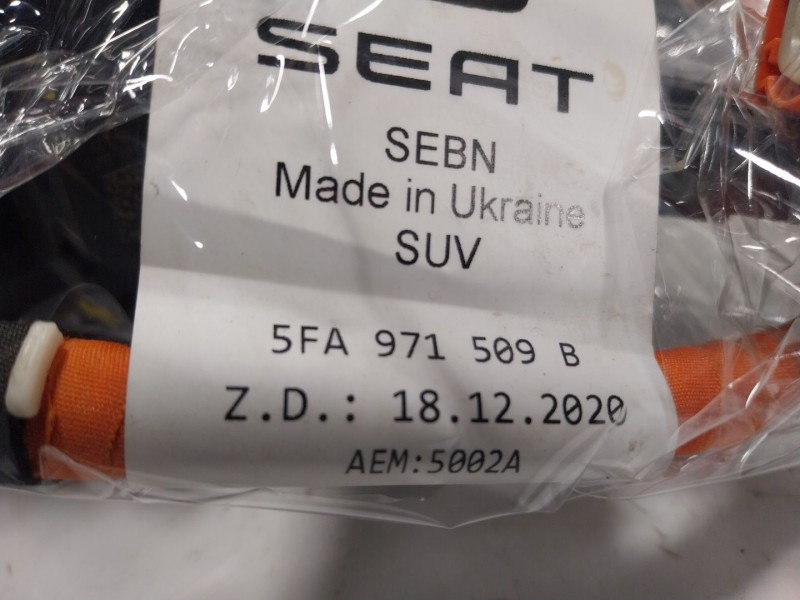 SEAT
SEBN
Made in Ukraine
SUV
5FA 971 509 B
Z.D.: 18.12.2020
AEM:5002A